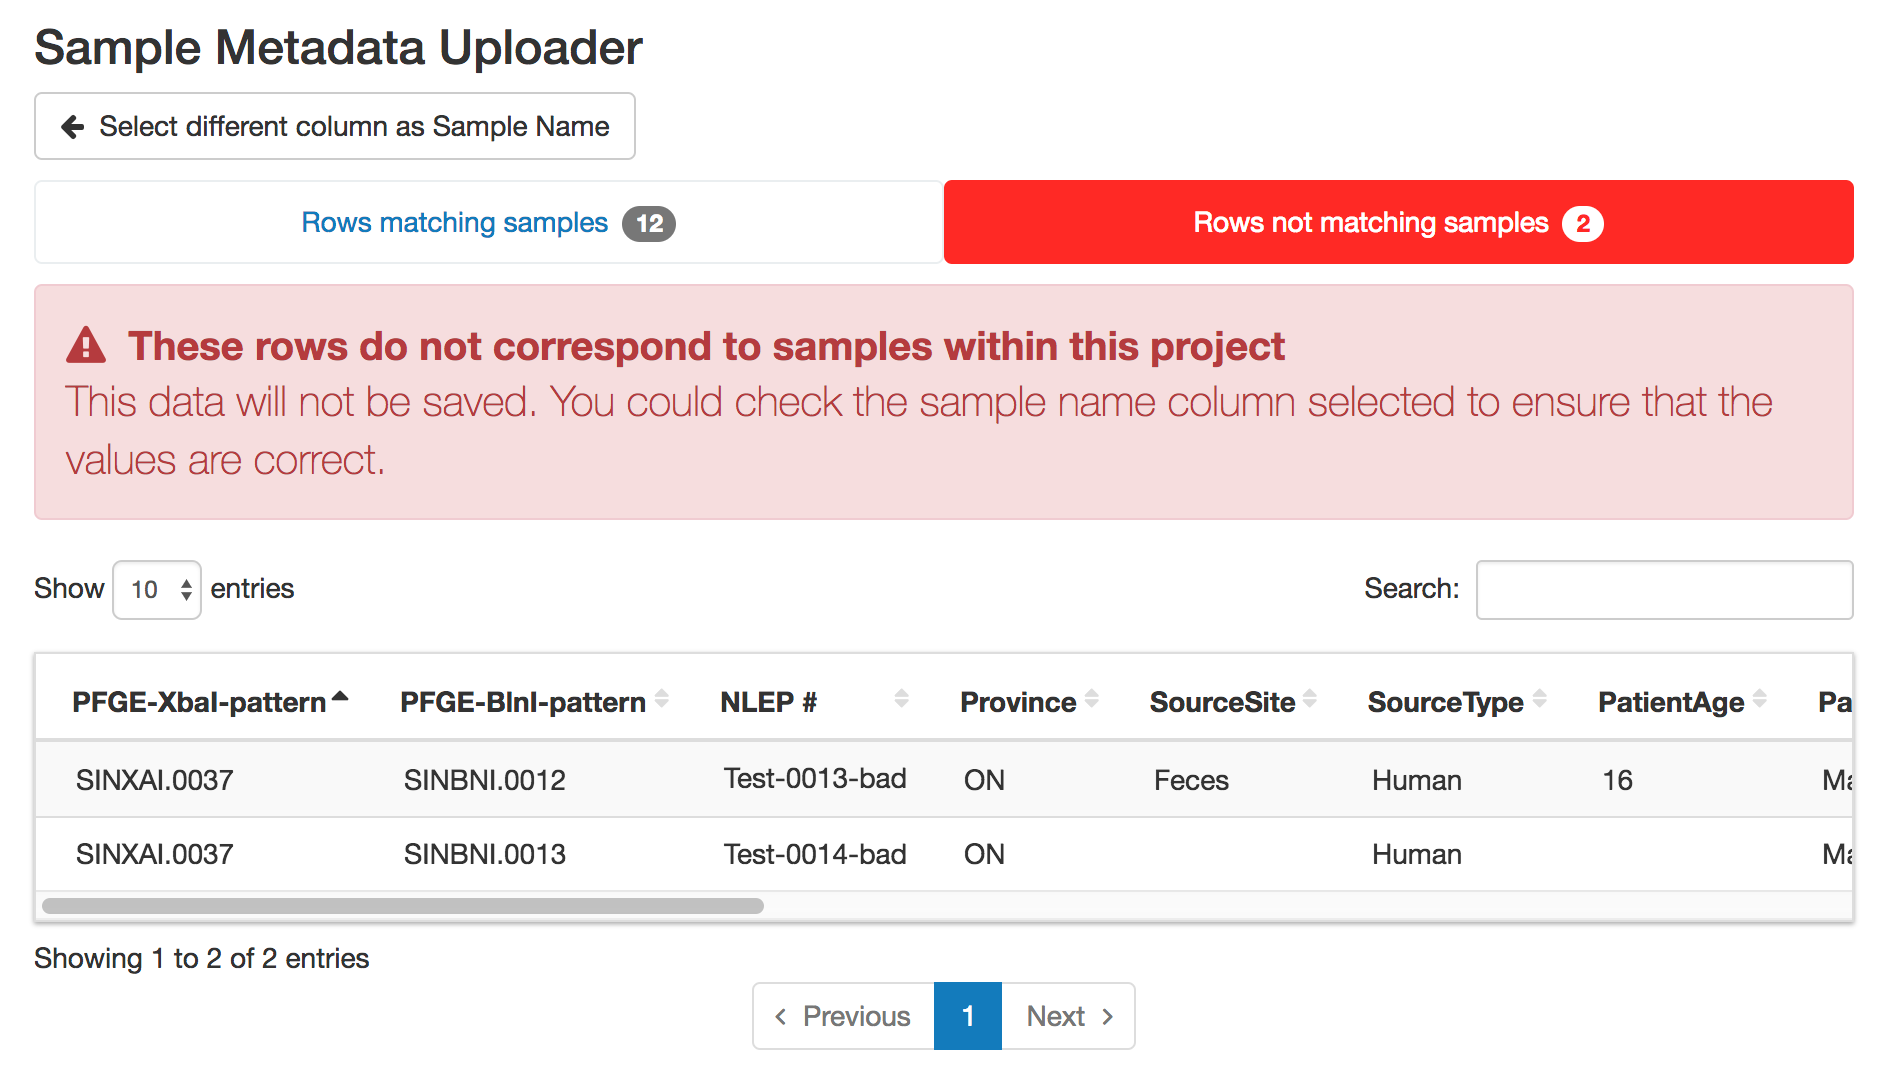 Sample Metadata Uploader
Select different column as Sample Name
Rows matching samples 12 Rows not matching samples 2
These rows do not correspond to samples within this project
This data will not be saved. You could check the sample name column selected to ensure that the
values are correct.
Show 10 entries Search:
PFGE-XbaI-pattern PFGE-BlnI-pattern NLEP # Province SourceSite SourceType PatientAge Pa
SINXAI.0037 SINBNI.0012 Test-0013-bad ON Feces Human 16 Ma
SINXAI.0037 SINBNI.0013 Test-0014-bad ON Human Ma
Showing 1 to 2 of 2 entries
Previous 1 Next